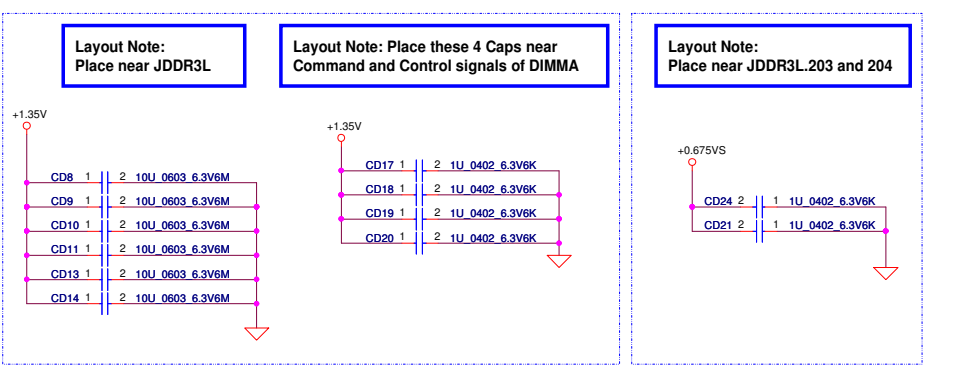 Layout Note:
Place near JDDR3L
Layout Note: Place these 4 Caps near
Command and Control signals of DIMMA
Layout Note:
Place near JDDR3L.203 and 204
+1.35V
CD8 1 2 10U_0603_6.3V6M
CD9 1 2 10U_0603_6.3V6M
CD10 1 2 10U_0603_6.3V6M
CD11 1 2 10U_0603_6.3V6M
CD13 1 2 10U_0603_6.3V6M
CD14 1 2 10U_0603_6.3V6M
+1.35V
CD17 1 2 1U_0402_6.3V6K
CD18 1 2 1U_0402_6.3V6K
CD19 1 2 1U_0402_6.3V6K
CD20 1 2 1U_0402_6.3V6K
+0.675VS
CD24 2 1 1U_0402_6.3V6K
CD21 2 1 1U_0402_6.3V6K